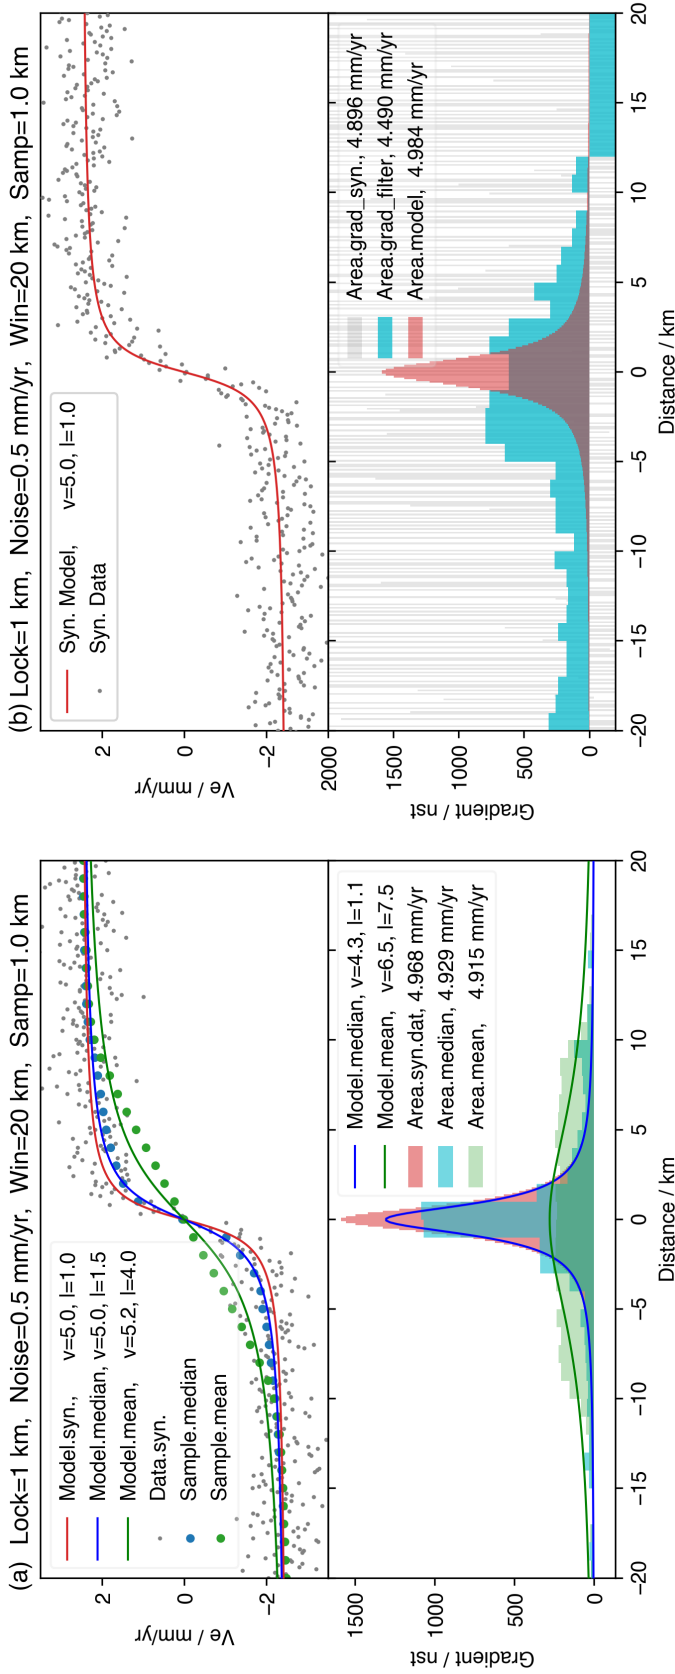 (a) Lock=1 km, Noise=0.5 mm/yr, Win=20 km, Samp=1.0 km
Ve / mm/yr
2
0
−2
Model.syn., v=5.0, l=1.0
Model.median, v=5.0, l=1.5
Model.mean, v=5.2, l=4.0
Data.syn.
Sample.median
Sample.mean
Gradient / nst
1500
1000
500
0
Model.median, v=4.3, l=1.1
Model.mean, v=6.5, l=7.5
Area.syn.dat, 4.968 mm/yr
Area.median, 4.929 mm/yr
Area.mean, 4.915 mm/yr
−20 −15 −10 −5 0 5 10 15 20
Distance / km
(b) Lock=1 km, Noise=0.5 mm/yr, Win=20 km, Samp=1.0 km
Ve / mm/yr
2
0
−2
Syn. Model, v=5.0, l=1.0
Syn. Data
Gradient / nst
2000
1500
1000
500
0
Area.grad_syn., 4.896 mm/yr
Area.grad_filter, 4.490 mm/yr
Area.model, 4.984 mm/yr
−20 −15 −10 −5 0 5 10 15 20
Distance / km